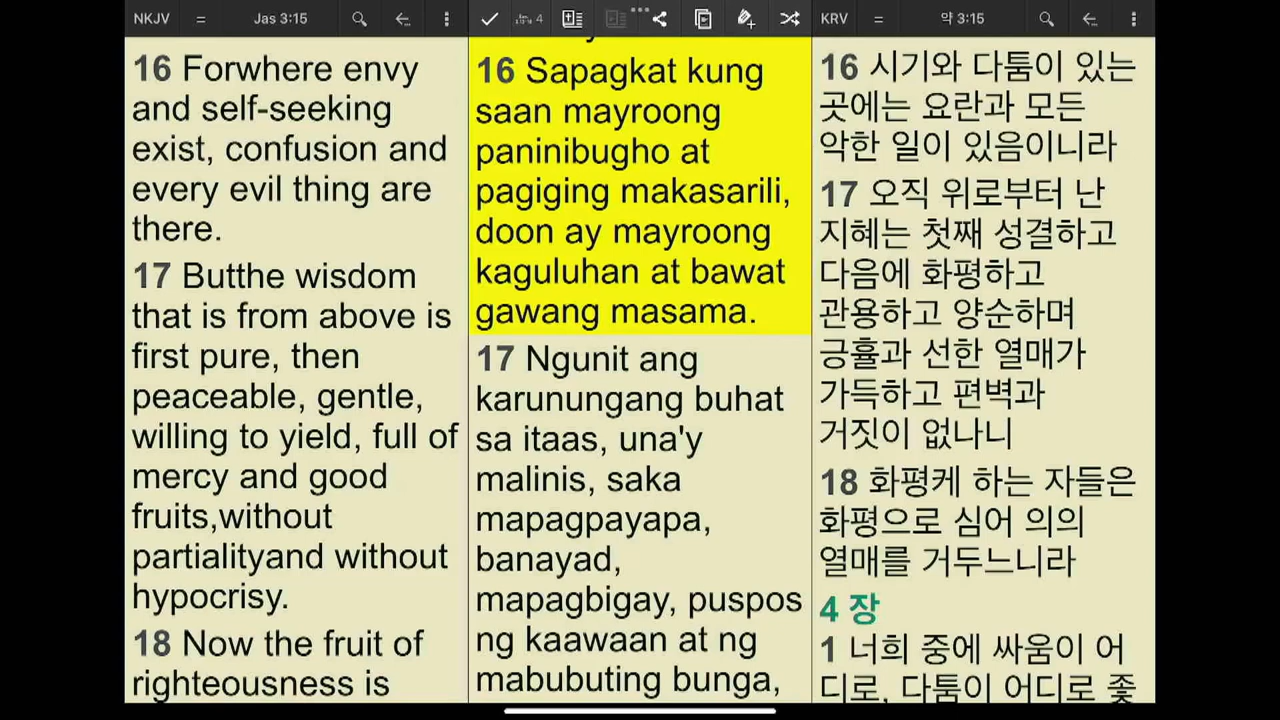 NKJV = Jas 3:15
16 Forwhere envy
and self-seeking
exist, confusion and
every evil thing are
there.
17 Butthe wisdom
that is from above is
first pure, then
peaceable, gentle,
willing to yield, full of
mercy and good
fruits,without
partialityand without
hypocrisy.
18 Now the fruit of
righteousness is
16 Sapagkat kung
saan mayroong
paninibugho at
pagiging makasarili,
doon ay mayroong
kaguluhan at bawat
gawang masama.
17 Ngunit ang
karunungang buhat
sa itaas, una'y
malinis, saka
mapagpayapa,
banayad,
mapagbigay, puspos
ng kaawaan at ng
mabubuting bunga,
KRV = 약 3:15
16 시기와 다툼이 있는
곳에는 요란과 모든
악한 일이 있음이니라
17 오직 위로부터 난
지혜는 첫째 성결하고
다음에 화평하고
관용하고 양순하며
긍휼과 선한 열매가
가득하고 편벽과
거짓이 없나니
18 화평케 하는 자들은
화평으로 심어 의의
열매를 거두느니라
4 장
1 너희 중에 싸움이 어
디로, 다툼이 어디로 좇